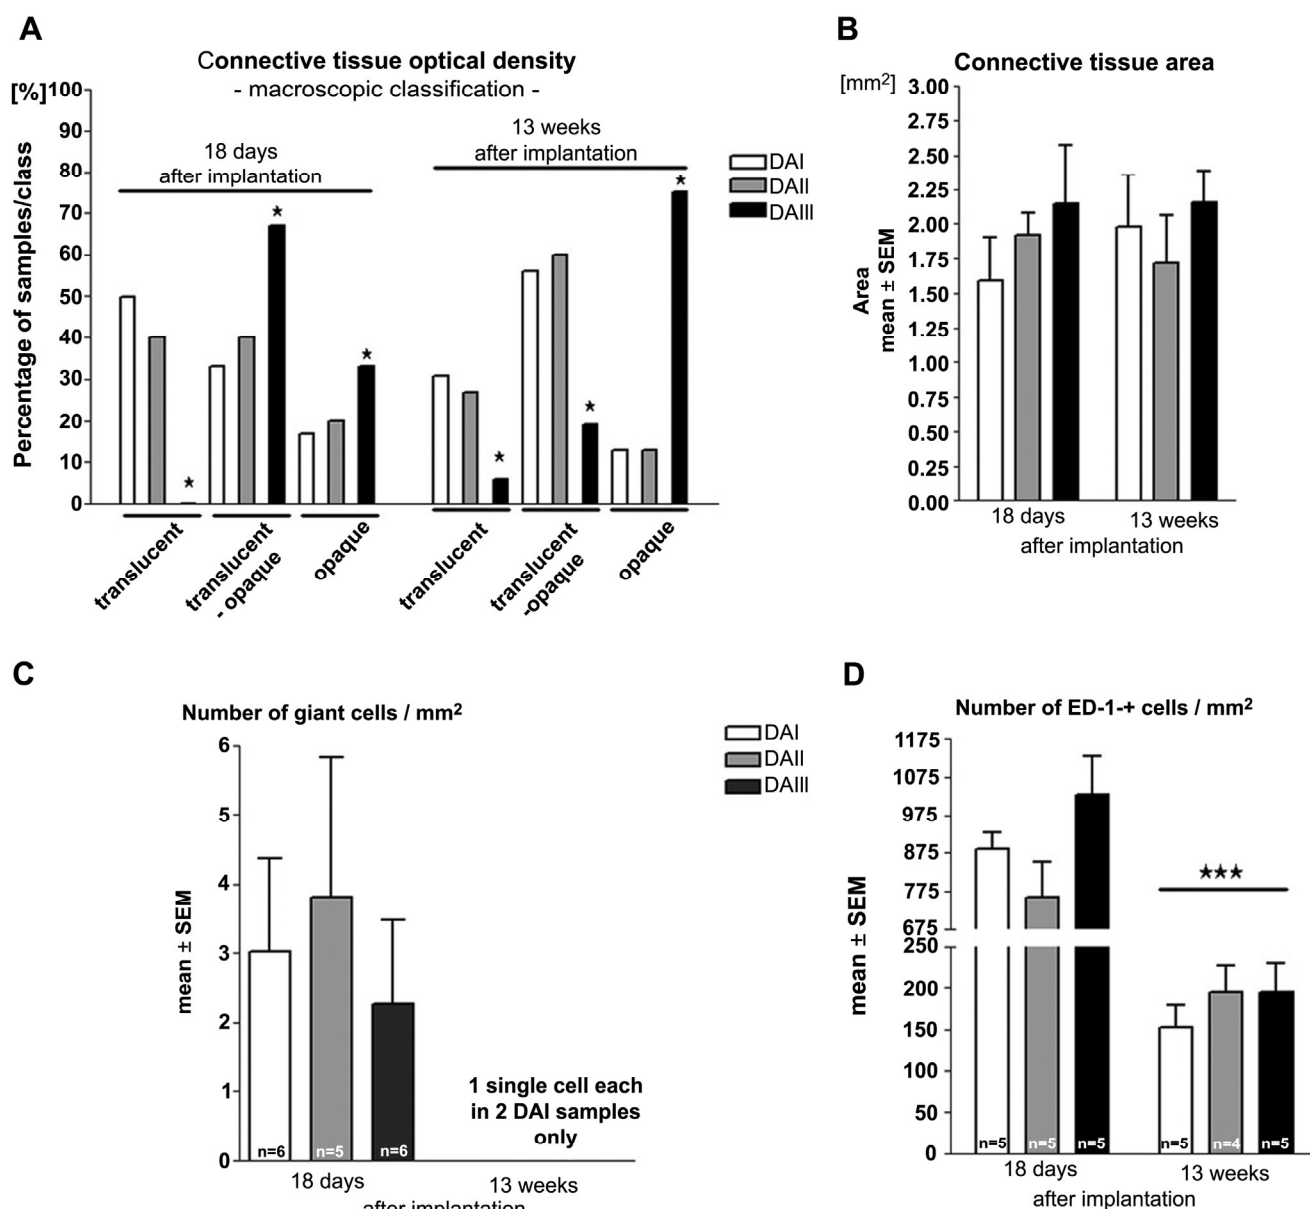 A
Connective tissue optical density
- macroscopic classification -
[%]
100
90
80
70
60
50
40
30
20
10
0
Percentage of samples/class
18 days
after implantation
13 weeks
after implantation
DAI
DAII
DAIII
translucent
translucent
- opaque
opaque
translucent
translucent
-opaque
opaque
B
Connective tissue area
[mm2]
3.00
2.75
2.50
2.25
2.00
1.75
1.50
1.25
1.00
0.75
0.50
0.25
0.00
Area
mean ± SEM
18 days
13 weeks
after implantation
C
Number of giant cells / mm2
6
5
4
3
2
1
0
mean ± SEM
n=6
n=5
n=6
1 single cell each
in 2 DAI samples
only
18 days
13 weeks
after implantation
DAI
DAII
DAIII
D
Number of ED-1-+ cells / mm2
1175
1075
975
875
775
675
250
200
150
100
50
0
mean ± SEM
n=5
n=5
n=5
n=5
n=4
n=5
18 days
13 weeks
after implantation